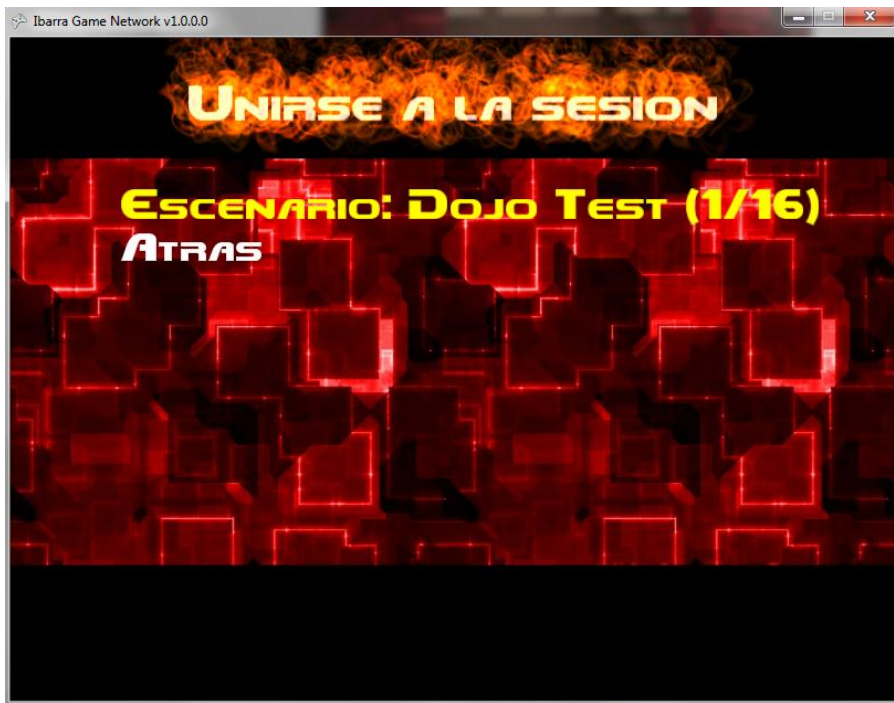 Ibarra Game Network v1.0.0.0
Unirse a la sesion
Escenario: Dojo Test (1/16)
Atras